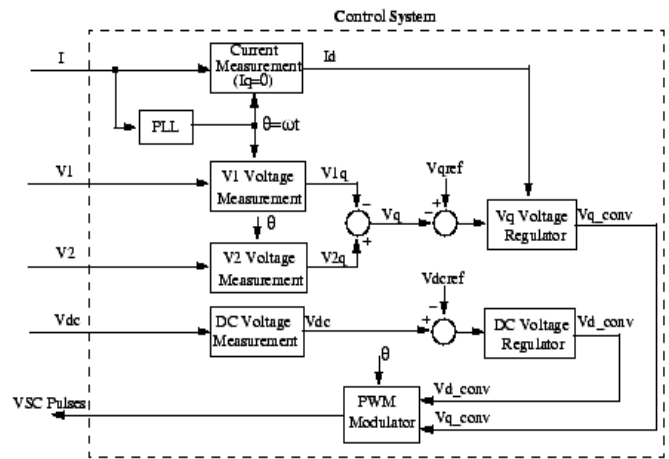 Control System
I
Current
Measurement
(Iq=0)
Id
PLL
θ=ωt
V1
V1 Voltage
Measurement
V1q
Vqref
–
+
–
Vq
Vq Voltage
Regulator
Vq_conv
θ
V2
V2 Voltage
Measurement
V2q
+
Vdcref
Vdc
DC Voltage
Measurement
Vdc
–
+
DC Voltage
Regulator
Vd_conv
θ
VSC Pulses
PWM
Modulator
Vd_conv
Vq_conv